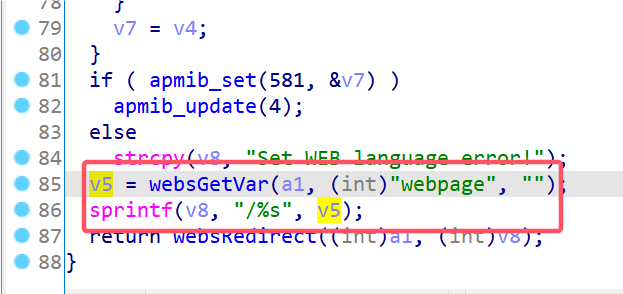 78 }
79 v7 = v4;
80 }
81 if ( apmib_set(581, &v7) )
82 apmib_update(4);
83 else
84 strcpy(v8, "Set WEB language error!");
85 v5 = websGetVar(a1, (int)"webpage", "");
86 sprintf(v8, "/%s", v5);
87 return websRedirect((int)a1, (int)v8);
88 }